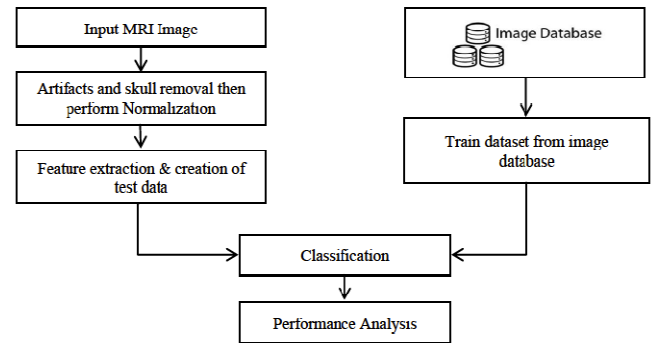 Input MRI Image
Artifacts and skull removal then
perform Normalization
Feature extraction & creation of
test data
Image Database
Train dataset from image
database
Classification
Performance Analysis